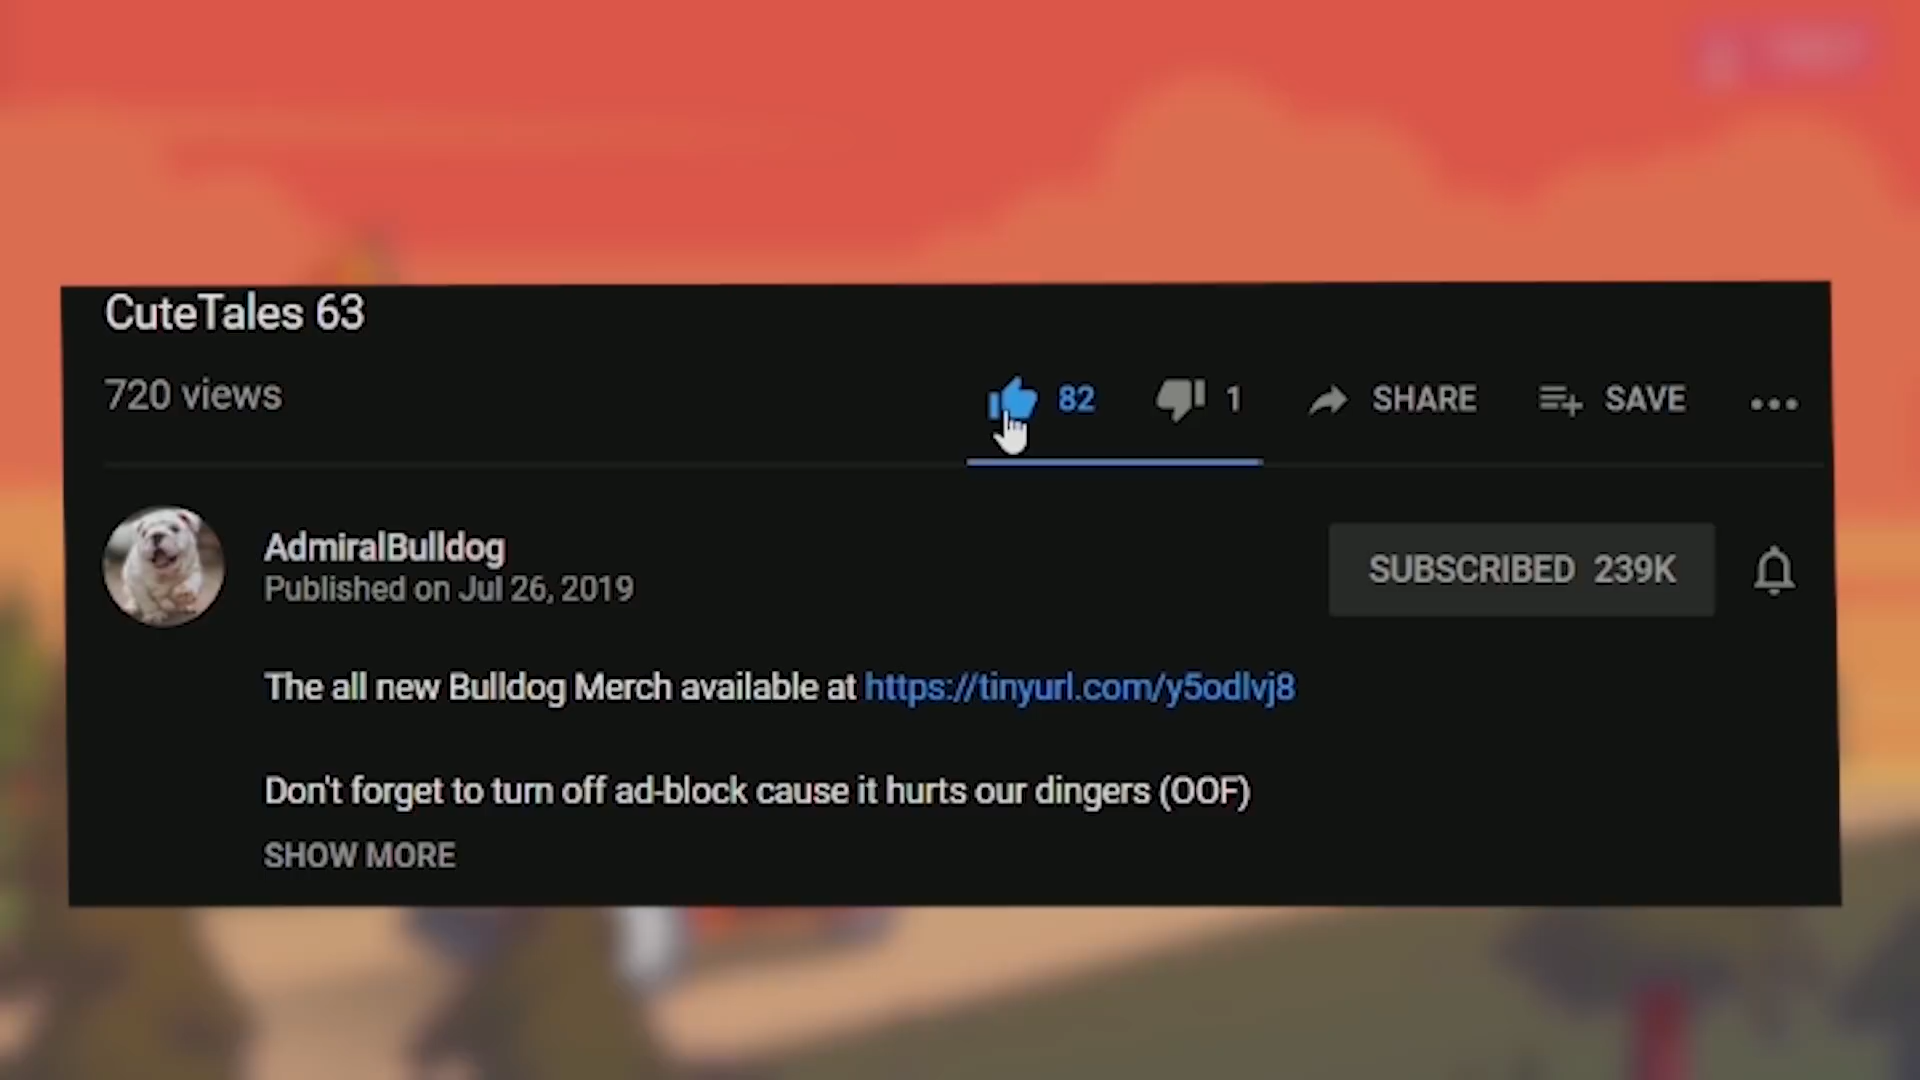 CuteTales 63
720 views
82
1
SHARE
SAVE
AdmiralBulldog
Published on Jul 26, 2019
SUBSCRIBED 239K
The all new Bulldog Merch available at https://tinyurl.com/y5odlvj8
Don't forget to turn off ad-block cause it hurts our dingers (OOF)
SHOW MORE